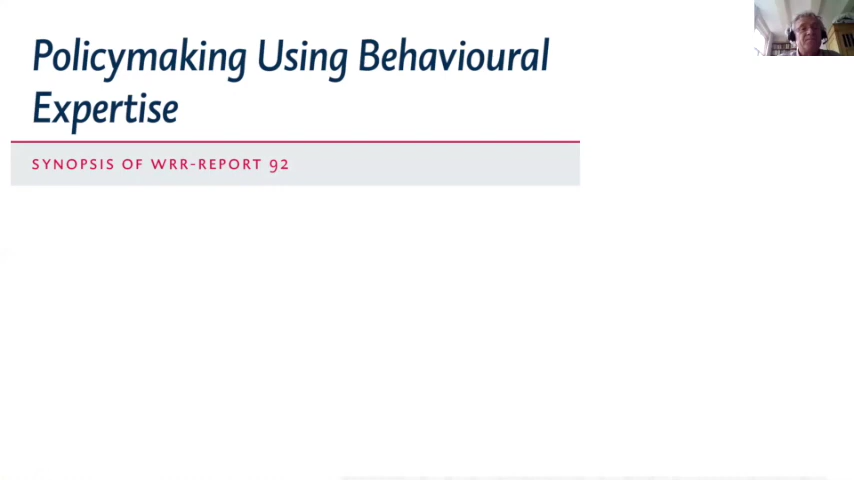 Policymaking Using Behavioural
Expertise
SYNOPSIS OF WRR-REPORT 92